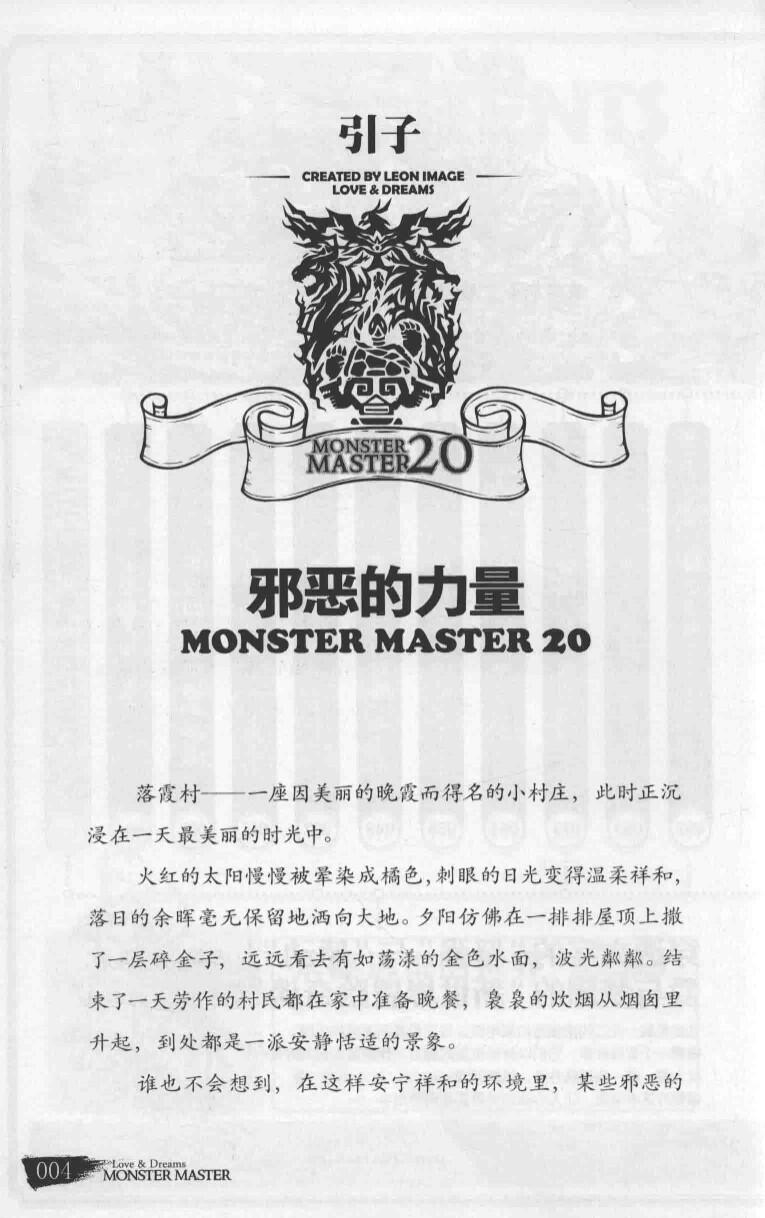 引子
CREATED BY LEON IMAGE
LOVE & DREAMS
MONSTER
MASTER 20
邪恶的力量
MONSTER MASTER 20
落霞村——一座因美丽的晚霞而得名的小村庄，此时正沉
浸在一天最美丽的时光中。
火红的太阳慢慢被晕染成橘色，刺眼的日光变得温柔祥和，
落日的余晖毫无保留地洒向大地。夕阳仿佛在一排排屋顶上撒
了一层碎金子，远远看去有如荡漾的金色水面，波光粼粼。结
束了一天劳作的村民都在家中准备晚餐，袅袅的炊烟从烟囱里
升起，到处都是一派安静恬适的景象。
谁也不会想到，在这样安宁祥和的环境里，某些邪恶的
004
Love & Dreams
MONSTER MASTER